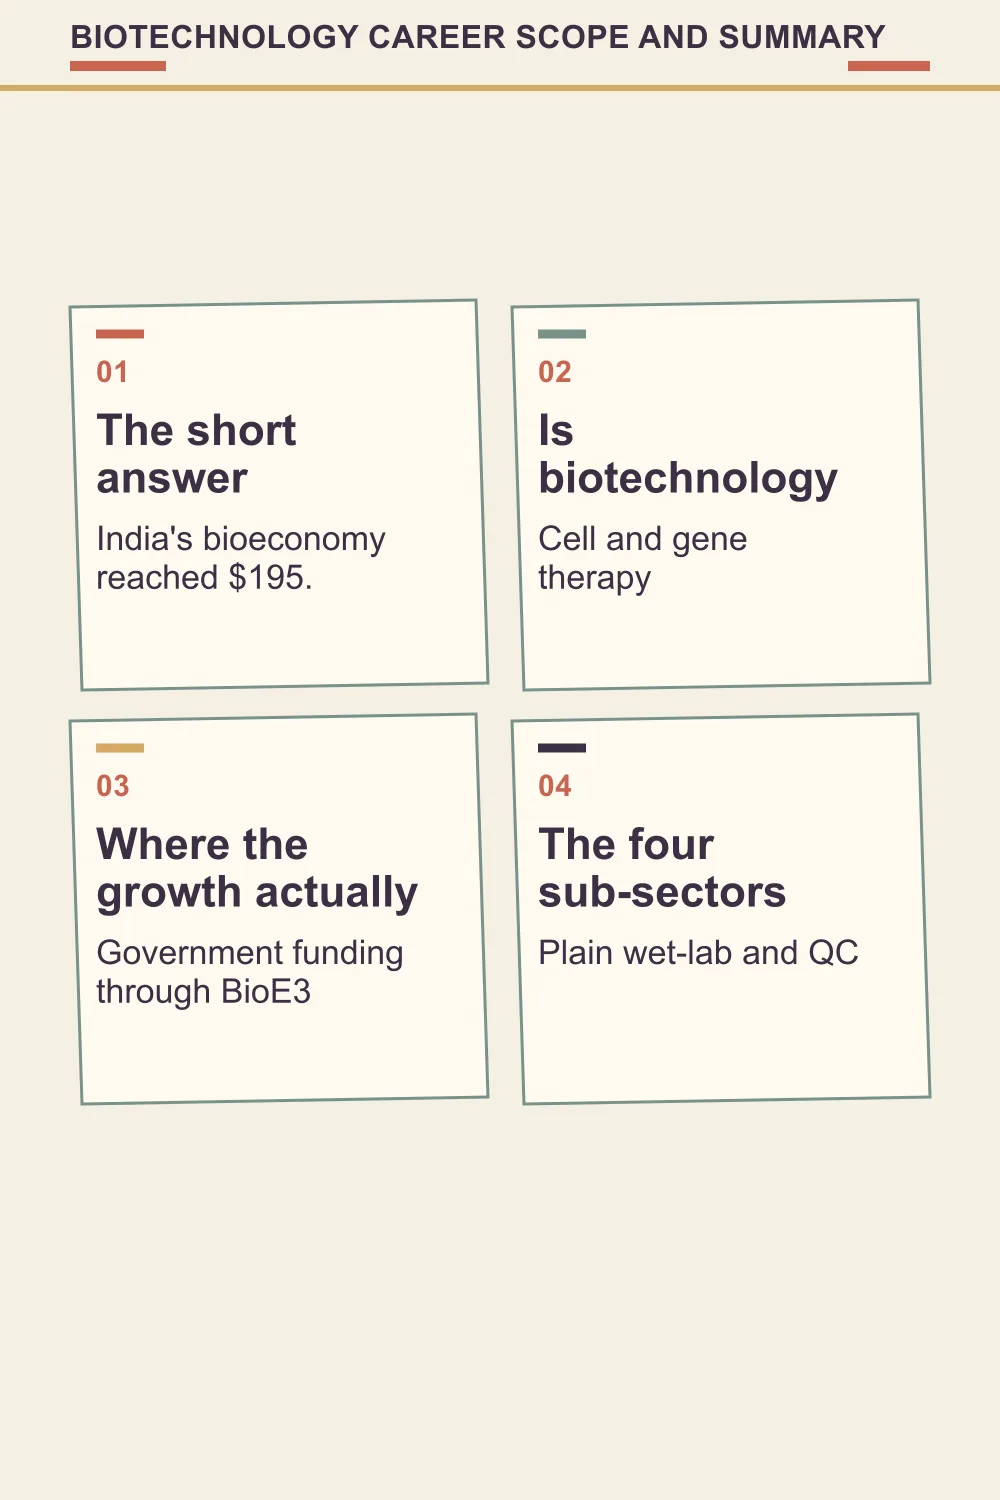 BIOTECHNOLOGY CAREER SCOPE AND SUMMARY
01
The short
answer
India's bioeconomy
reached $195.
02
Is
biotechnology
Cell and gene
therapy
03
Where the
growth actually
Government funding
through BioE3
04
The four
sub-sectors
Plain wet-lab and QC